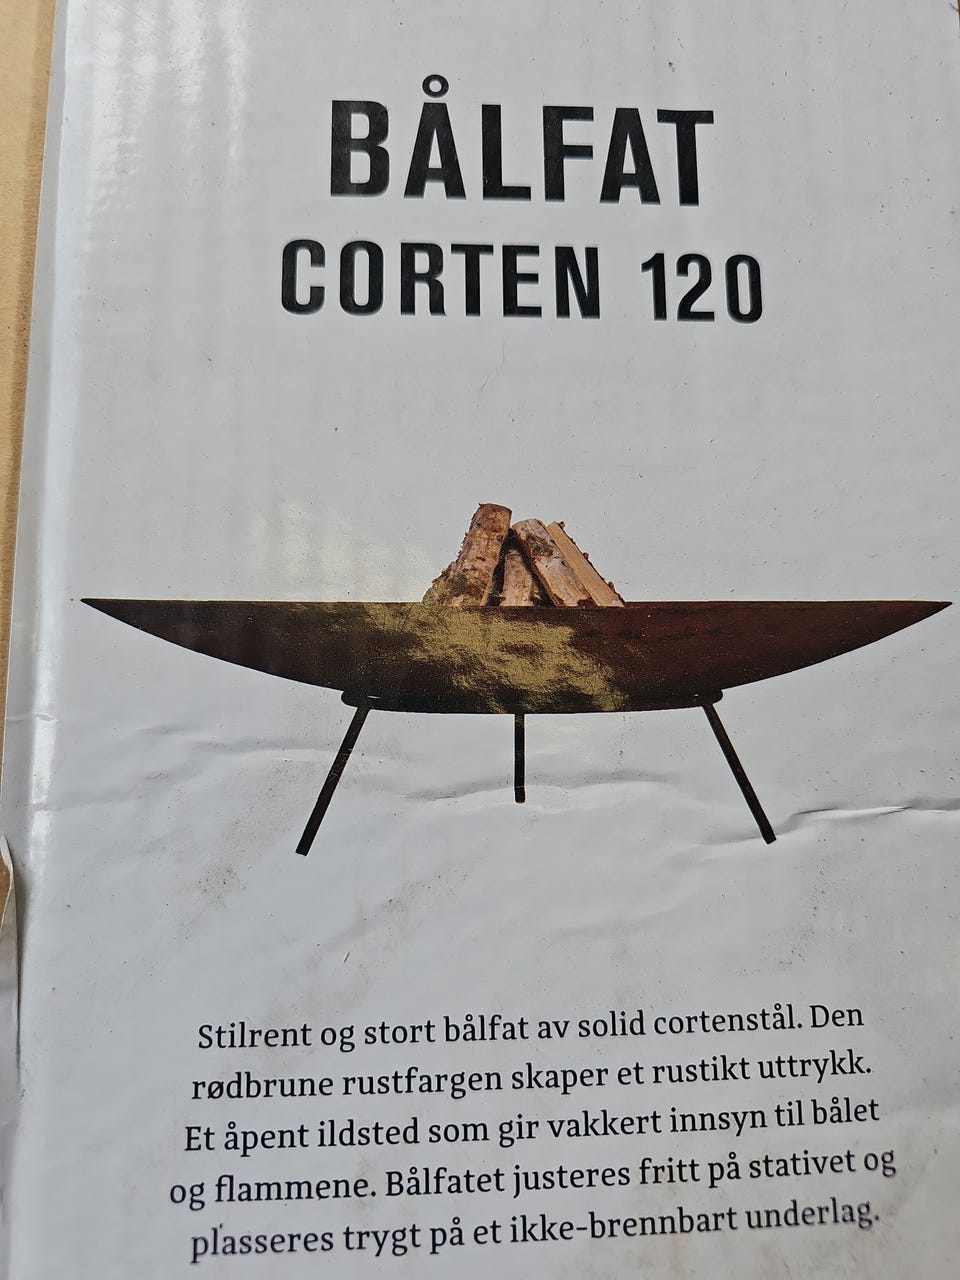 BÅLFAT
CORTEN 120
Stilrent og stort bålfat av solid cortenstål. Den
rødbrune rustfargen skaper et rustikt uttrykk.
Et åpent ildsted som gir vakkert innsyn til bålet
og flammene. Bålfatet justeres fritt på stativet og
plasseres trygt på et ikke-brennbart underlag.